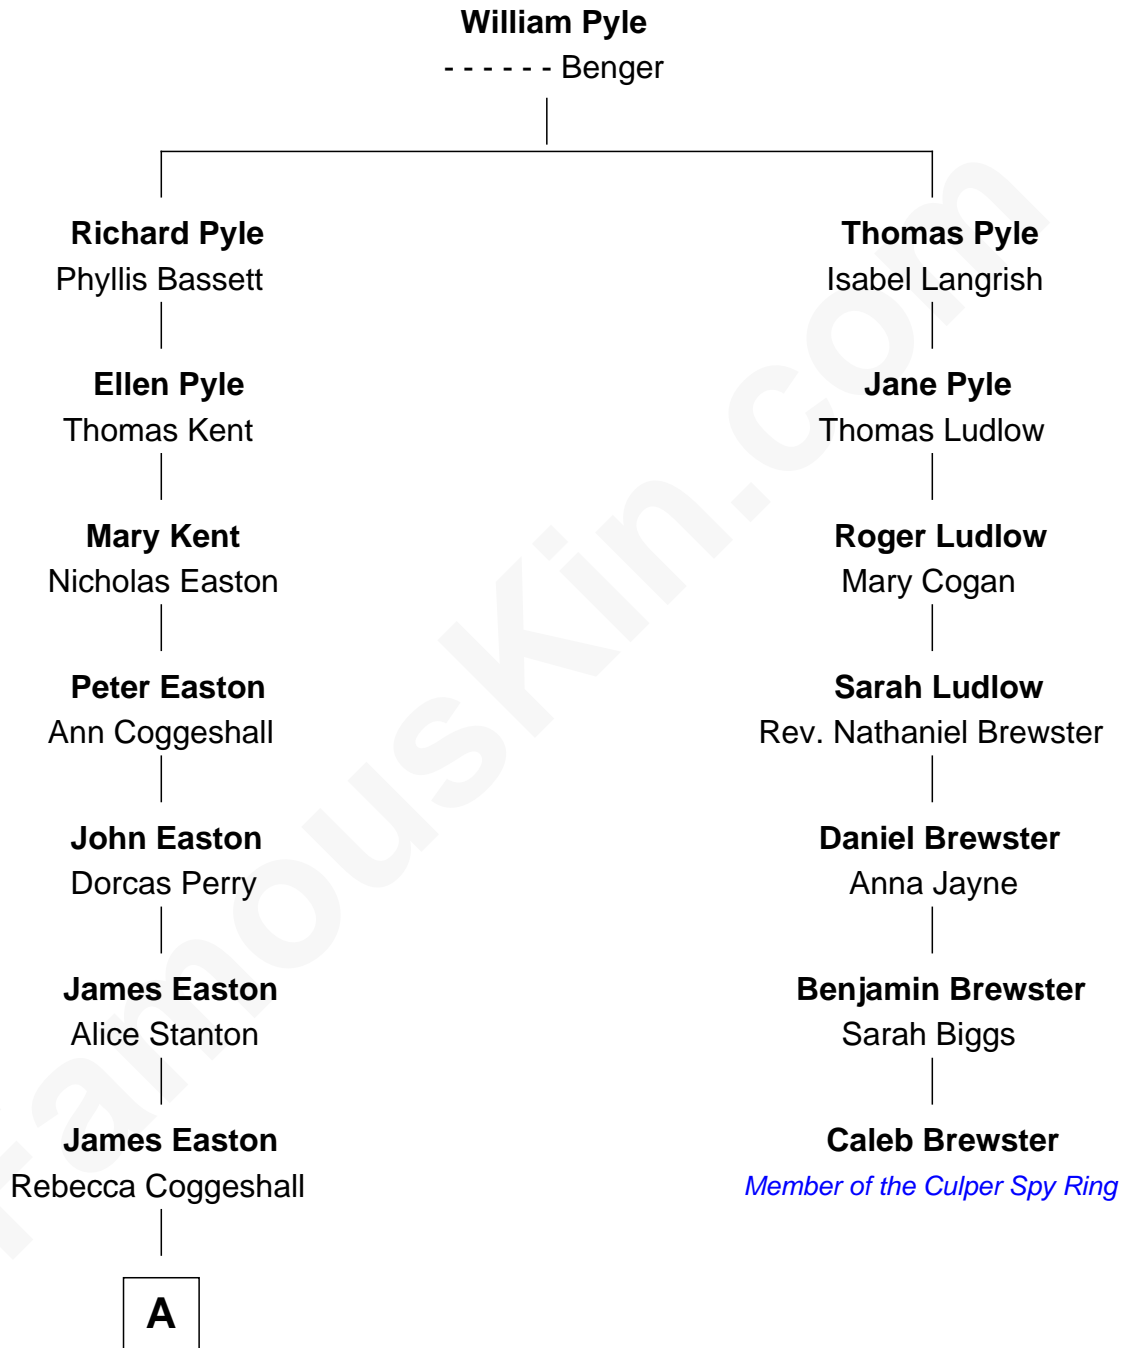 William Pyle
- - - - - - Benger
Richard Pyle
Phyllis Bassett
Thomas Pyle
Isabel Langrish
Ellen Pyle
Thomas Kent
Jane Pyle
Thomas Ludlow
Mary Kent
Nicholas Easton
Roger Ludlow
Mary Cogan
Peter Easton
Ann Coggeshall
Sarah Ludlow
Rev. Nathaniel Brewster
John Easton
Dorcas Perry
Daniel Brewster
Anna Jayne
James Easton
Alice Stanton
Benjamin Brewster
Sarah Biggs
James Easton
Rebecca Coggeshall
Caleb Brewster
Member of the Culper Spy Ring
A
FamousKin.com